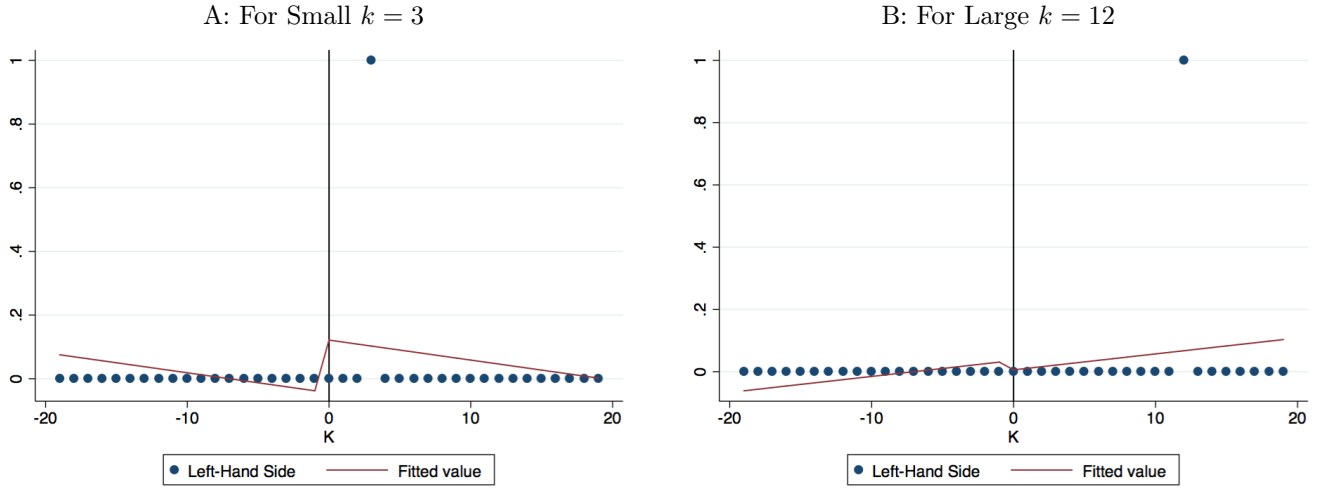 A: For Small k = 3
1
.8
.6
.4
.2
0
-20
-10
0
10
20
K
Left-Hand Side
Fitted value
B: For Large k = 12
1
.8
.6
.4
.2
0
-20
-10
0
10
20
K
Left-Hand Side
Fitted value